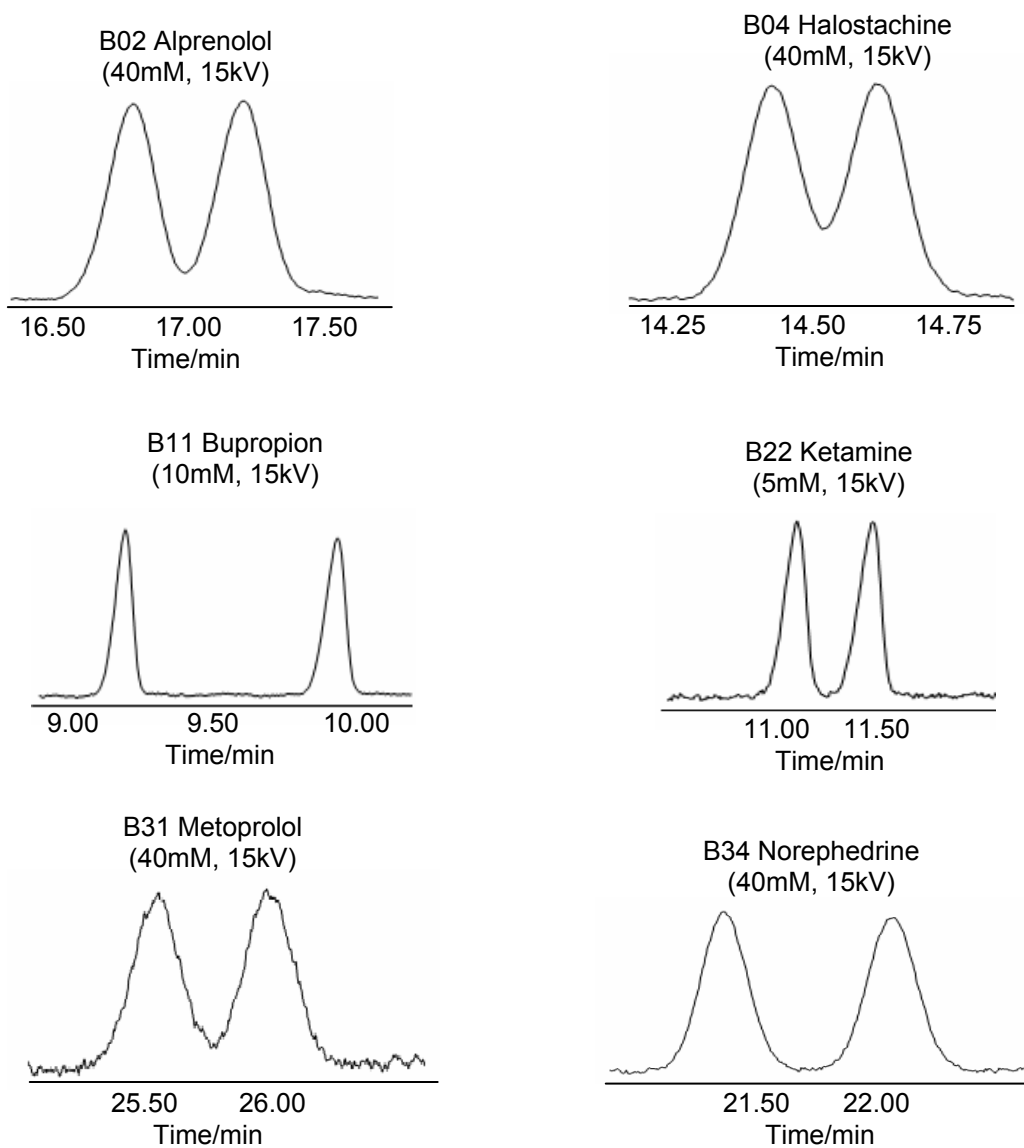 B02 Alprenolol
(40mM, 15kV)
16.50 17.00 17.50
Time/min
B04 Halostachine
(40mM, 15kV)
14.25 14.50 14.75
Time/min
B11 Bupropion
(10mM, 15kV)
9.00 9.50 10.00
Time/min
B22 Ketamine
(5mM, 15kV)
11.00 11.50
Time/min
B31 Metoprolol
(40mM, 15kV)
25.50 26.00
Time/min
B34 Norephedrine
(40mM, 15kV)
21.50 22.00
Time/min